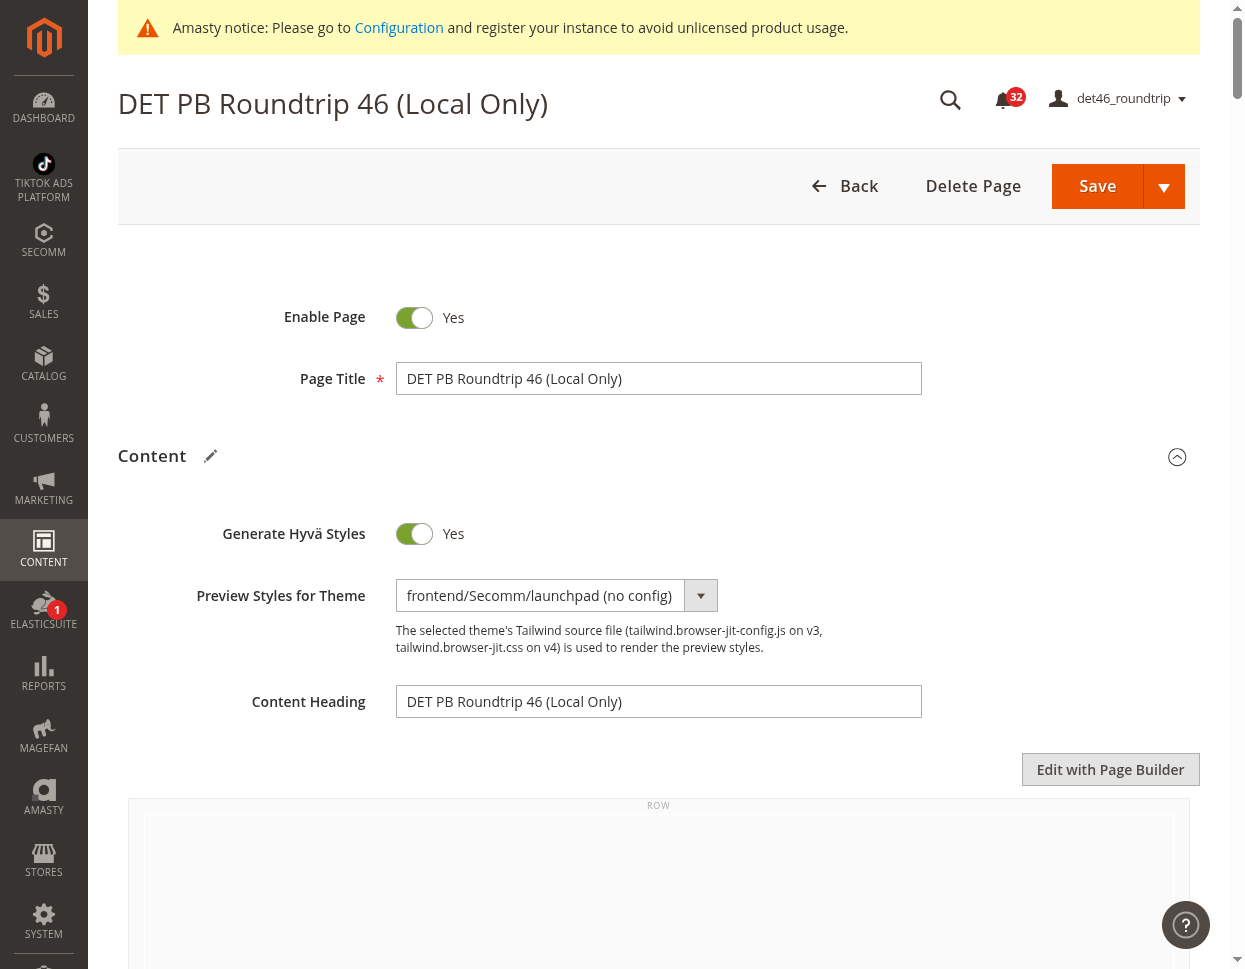 Amasty notice: Please go to Configuration and register your instance to avoid unlicensed product usage.
DET PB Roundtrip 46 (Local Only)
32
det46_roundtrip
Back
Delete Page
Save
DASHBOARD
TIKTOK ADS
PLATFORM
SECOMM
SALES
CATALOG
CUSTOMERS
MARKETING
CONTENT
1
ELASTICSUITE
REPORTS
MAGEFAN
AMASTY
STORES
SYSTEM
Enable Page
Yes
Page Title *
DET PB Roundtrip 46 (Local Only)
Content
Generate Hyvä Styles
Yes
Preview Styles for Theme
frontend/Secomm/launchpad (no config)
The selected theme's Tailwind source file (tailwind.browser-jit-config.js on v3,
tailwind.browser-jit.css on v4) is used to render the preview styles.
Content Heading
DET PB Roundtrip 46 (Local Only)
Edit with Page Builder
ROW
?